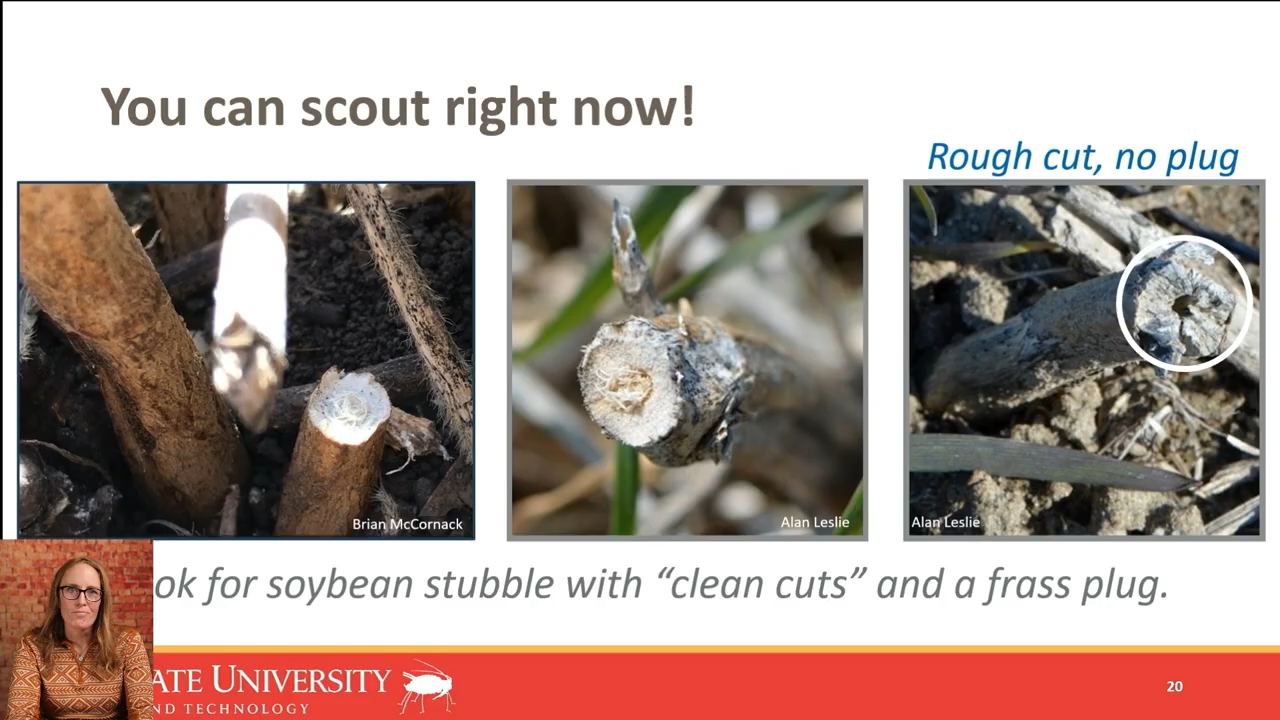 You can scout right now!
Rough cut, no plug
Brian McCornack
Alan Leslie
Alan Leslie
ok for soybean stubble with “clean cuts” and a frass plug.
ATE UNIVERSITY
ND TECHNOLOGY
20